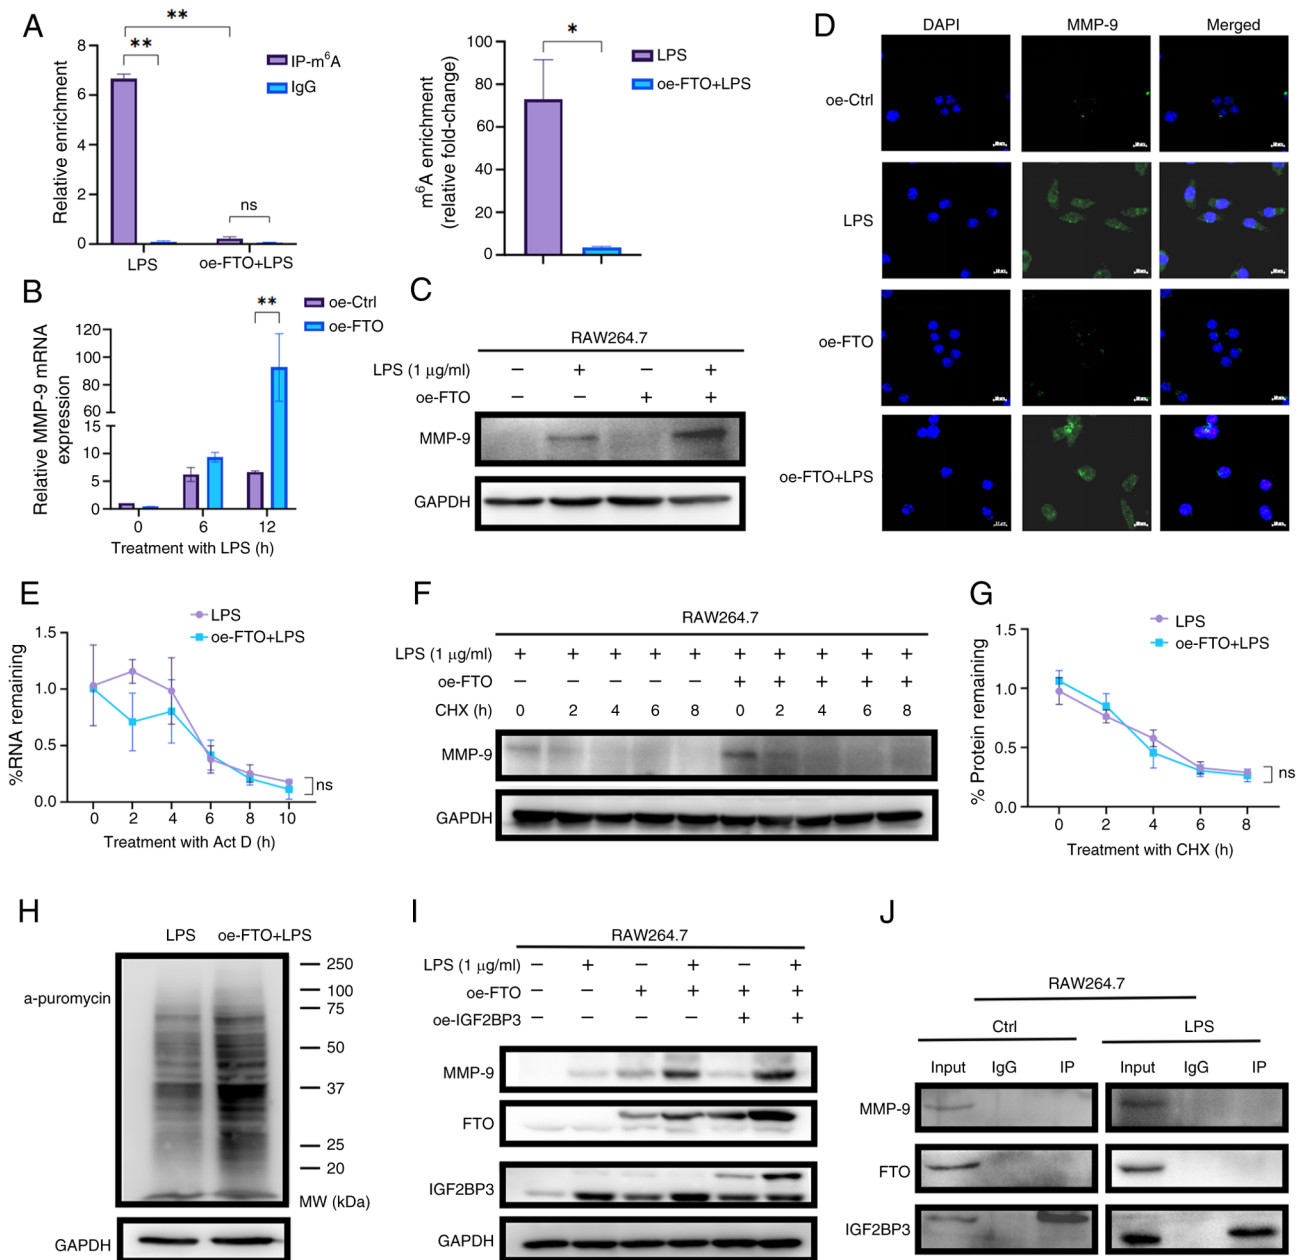 A
**
**
IP-m6A
IgG
Relative enrichment
8
6
4
2
0
ns
LPS
oe-FTO+LPS
*
LPS
oe-FTO+LPS
m6A enrichment
(relative fold-change)
100
80
60
40
20
0
B
**
oe-Ctrl
oe-FTO
Relative MMP-9 mRNA
expression
120
100
80
60
15
10
5
0
0 6 12
Treatment with LPS (h)
C
RAW264.7
LPS (1 μg/ml) − + − +
oe-FTO − − + +
MMP-9
GAPDH
D
DAPI MMP-9 Merged
oe-Ctrl
LPS
oe-FTO
oe-FTO+LPS
E
LPS
oe-FTO+LPS
%RNA remaining
1.5
1.0
0.5
0.0
ns
0 2 4 6 8 10
Treatment with Act D (h)
F
RAW264.7
LPS (1 μg/ml) + + + + + + + + + +
oe-FTO − − − − − + + + + +
CHX (h) 0 2 4 6 8 0 2 4 6 8
MMP-9
GAPDH
G
LPS
oe-FTO+LPS
% Protein remaining
1.5
1.0
0.5
0.0
ns
0 2 4 6 8
Treatment with CHX (h)
H
LPS oe-FTO+LPS
a-puromycin
250
100
75
50
37
25
20
MW (kDa)
GAPDH
I
RAW264.7
LPS (1 μg/ml) − + − + − +
oe-FTO − − + + + +
oe-IGF2BP3 − − − − + +
MMP-9
FTO
IGF2BP3
GAPDH
J
RAW264.7
Ctrl LPS
Input IgG IP Input IgG IP
MMP-9
FTO
IGF2BP3